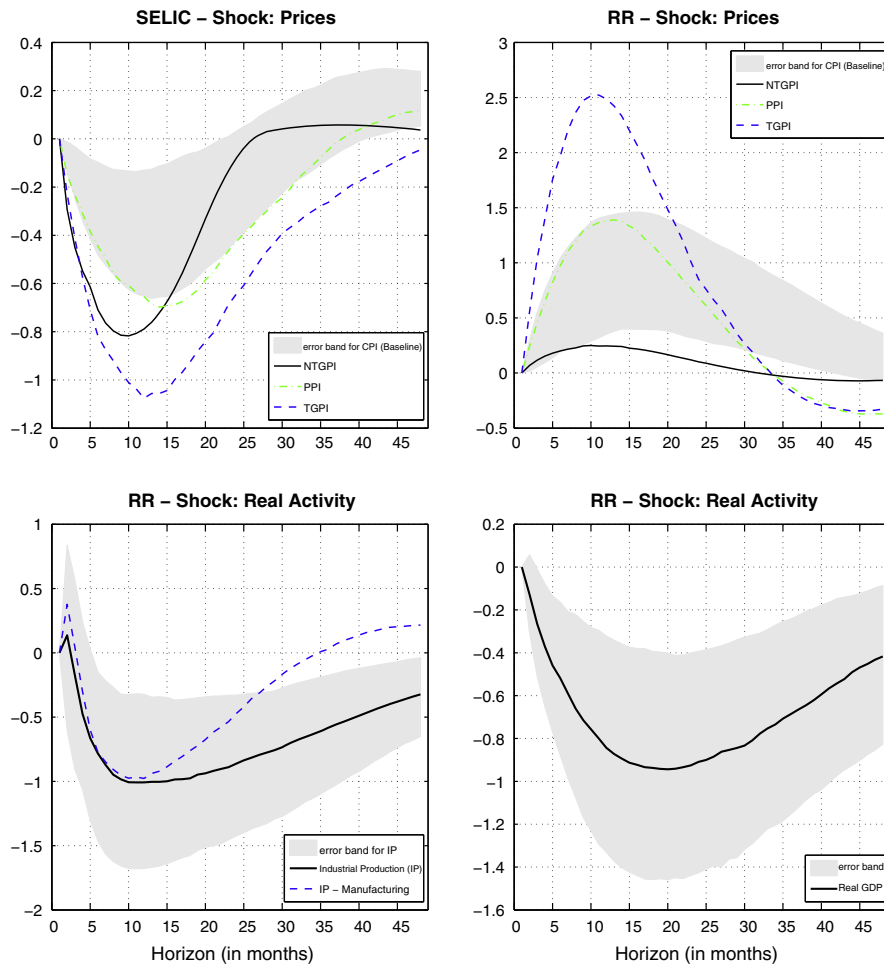 SELIC – Shock: Prices
0.4
0.2
0
−0.2
−0.4
−0.6
−0.8
−1
−1.2
error band for CPI (Baseline)
NTGPI
PPI
TGPI
0 5 10 15 20 25 30 35 40 45
RR – Shock: Prices
3
2.5
2
1.5
1
0.5
0
−0.5
error band for CPI (Baseline)
NTGPI
PPI
TGPI
0 5 10 15 20 25 30 35 40 45
RR – Shock: Real Activity
1
0.5
0
−0.5
−1
−1.5
−2
error band for IP
Industrial Production (IP)
IP − Manufacturing
0 5 10 15 20 25 30 35 40 45
Horizon (in months)
RR – Shock: Real Activity
0.2
0
−0.2
−0.4
−0.6
−0.8
−1
−1.2
−1.4
−1.6
error band
Real GDP
0 5 10 15 20 25 30 35 40 45
Horizon (in months)